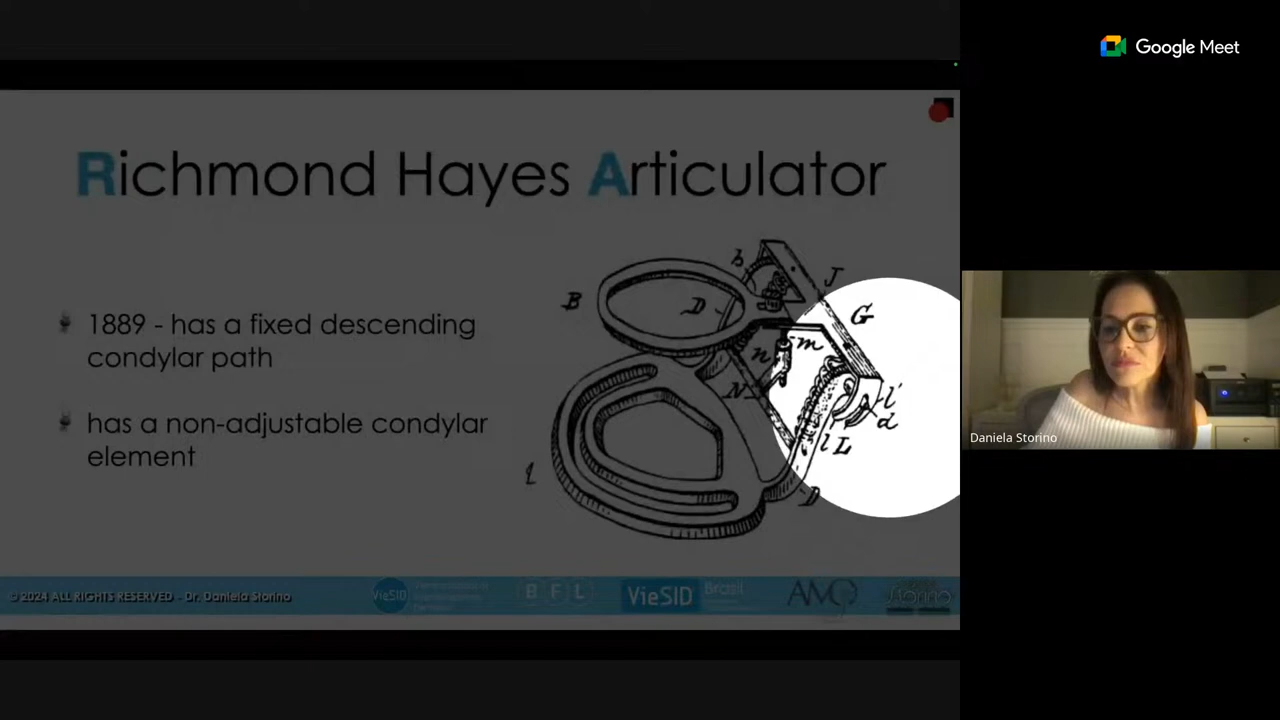 Google Meet
Richmond Hayes Articulator
1889 - has a fixed descending
condylar path
has a non-adjustable condylar
element
b
J
B
D
G
n
m
N
l'
d
l
L
D
© 2024 ALL RIGHTS RESERVED - Dr. Daniela Storino
VieSID
B F L
VieSID Brasil
Daniela Storino